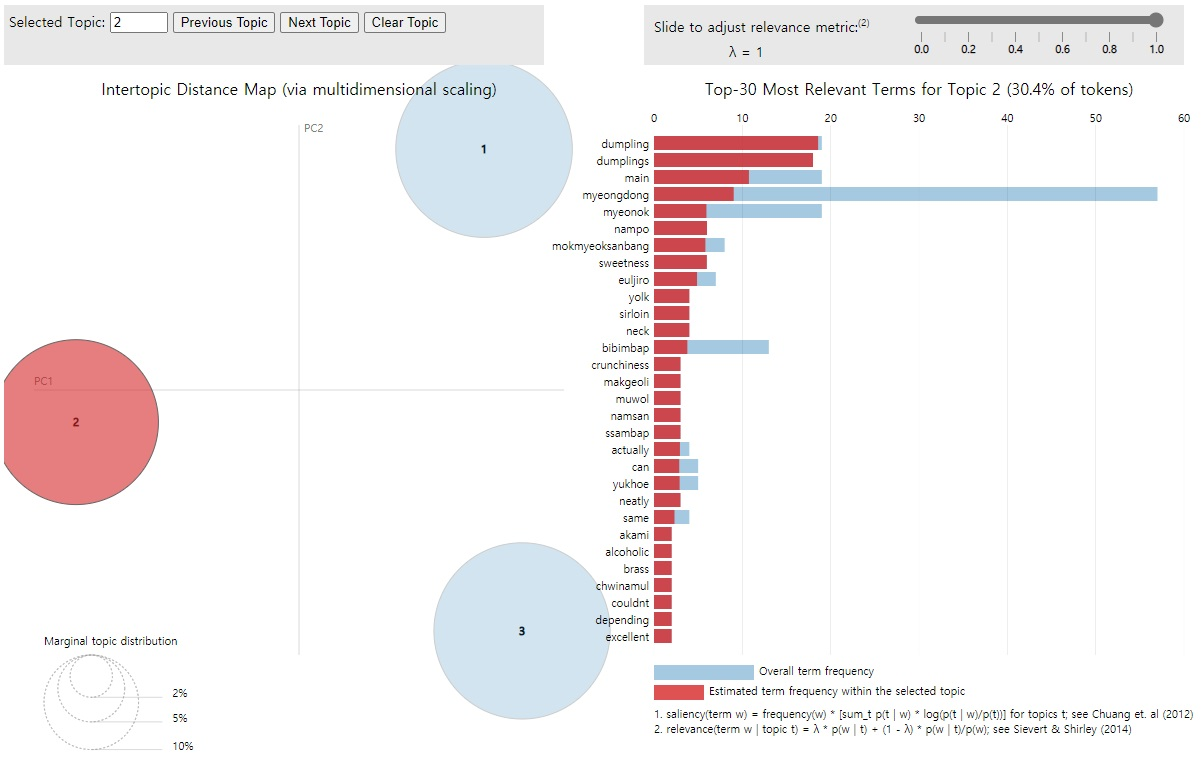 Selected Topic: 2 Previous Topic Next Topic Clear Topic
Slide to adjust relevance metric:(2)
λ = 1
0.0 0.2 0.4 0.6 0.8 1.0
Intertopic Distance Map (via multidimensional scaling)
PC2
PC1
1
2
3
Marginal topic distribution
2%
5%
10%
Top-30 Most Relevant Terms for Topic 2 (30.4% of tokens)
0 10 20 30 40 50 60
dumpling
dumplings
main
myeongdong
myeonok
nampo
mokmyeoksanbang
sweetness
euljiro
yolk
sirloin
neck
bibimbap
crunchiness
makgeoli
muwol
namsan
ssambap
actually
can
yukhoe
neatly
same
akami
alcoholic
brass
chwinamul
couldnt
depending
excellent
Overall term frequency
Estimated term frequency within the selected topic
1. saliency(term w) = frequency(w) * [sum_t p(t | w) * log(p(t | w)/p(t))] for topics t; see Chuang et. al (2012)
2. relevance(term w | topic t) = λ * p(w | t) + (1 - λ) * p(w | t)/p(w); see Sievert & Shirley (2014)